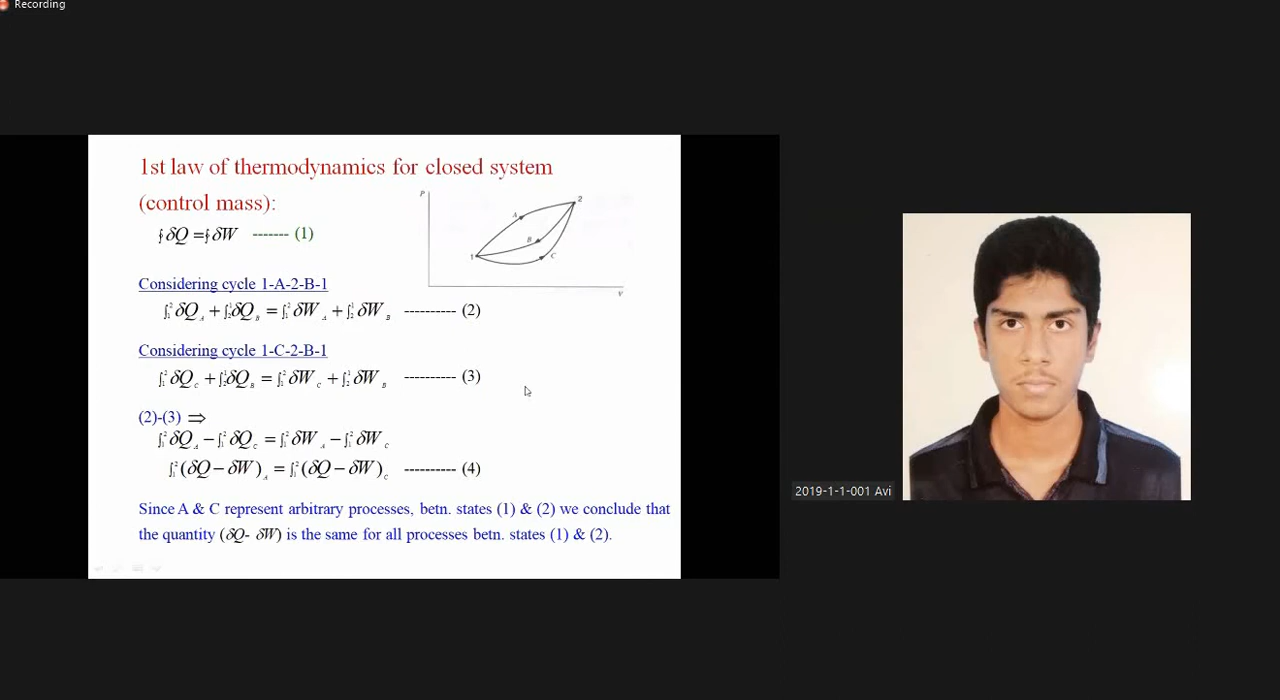 Recording
1st law of thermodynamics for closed system
(control mass):
∮δQ =∮δW ------- (1)
P
A
2
B
1
C
v
Considering cycle 1-A-2-B-1
∫₁²δQ_A + ∫₂¹δQ_B = ∫₁²δW_A + ∫₂¹δW_B ---------- (2)
Considering cycle 1-C-2-B-1
∫₁²δQ_C + ∫₂¹δQ_B = ∫₁²δW_C + ∫₂¹δW_B ---------- (3)
(2)-(3) ⇒
∫₁²δQ_A − ∫₁²δQ_C = ∫₁²δW_A − ∫₁²δW_C
∫₁²(δQ − δW)_A = ∫₁²(δQ − δW)_C ---------- (4)
Since A & C represent arbitrary processes, betn. states (1) & (2) we conclude that
the quantity (δQ- δW) is the same for all processes betn. states (1) & (2).
2019-1-1-001 Avi